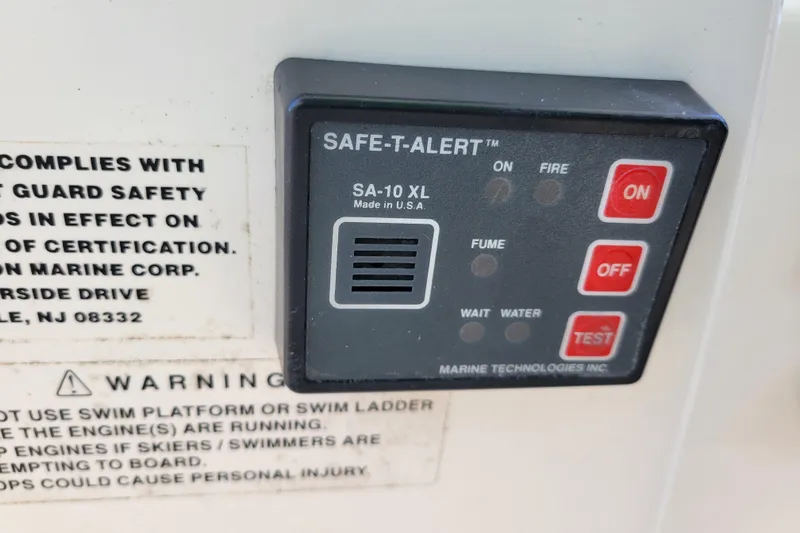 COMPLIES WITH
GUARD SAFETY
IN EFFECT ON
OF CERTIFICATION.
MARINE CORP.
DRIVE
NJ 08332
WARNING
USE SWIM PLATFORM OR SWIM LADDER
THE ENGINE(S) ARE RUNNING.
ENGINES IF SKIERS / SWIMMERS ARE
TO BOARD.
COULD CAUSE PERSONAL INJURY
SAFE-T-ALERT™
ON FIRE
SA-10 XL
Made in U.S.A.
ON
FUME
OFF
WAIT WATER
TEST
MARINE TECHNOLOGIES INC.